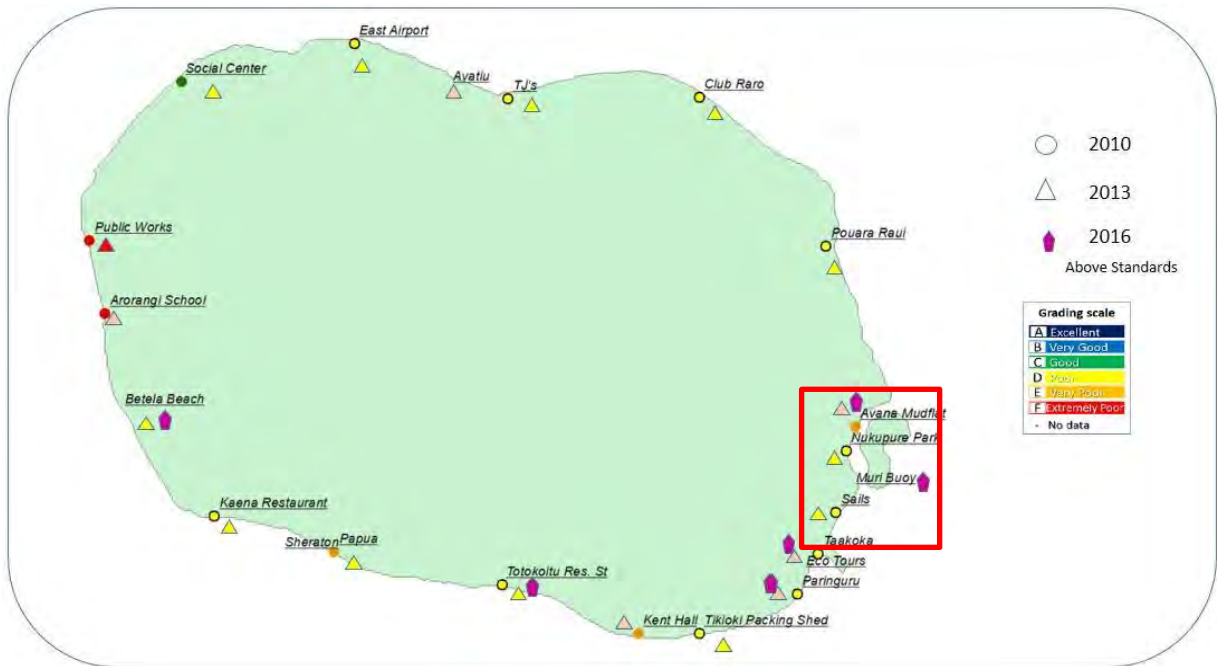 East Airport
Social Center
Avatiu
TJ's
Club Raro
2010
2013
Public Works
Pouara Raui
2016
Above Standards
Arorangi School
Grading scale
A Excellent
B Very Good
C Good
D Poor
E Very Poor
F Extremely Poor
- No data
Betela Beach
Avana Mudflat
Nukupure Park
Muri Buoy
Kaena Restaurant
Sails
Sheraton
Papua
Taakoka
Eco Tours
Totokoitu Res. St
Paringuru
Kent Hall
Tikioki Packing Shed